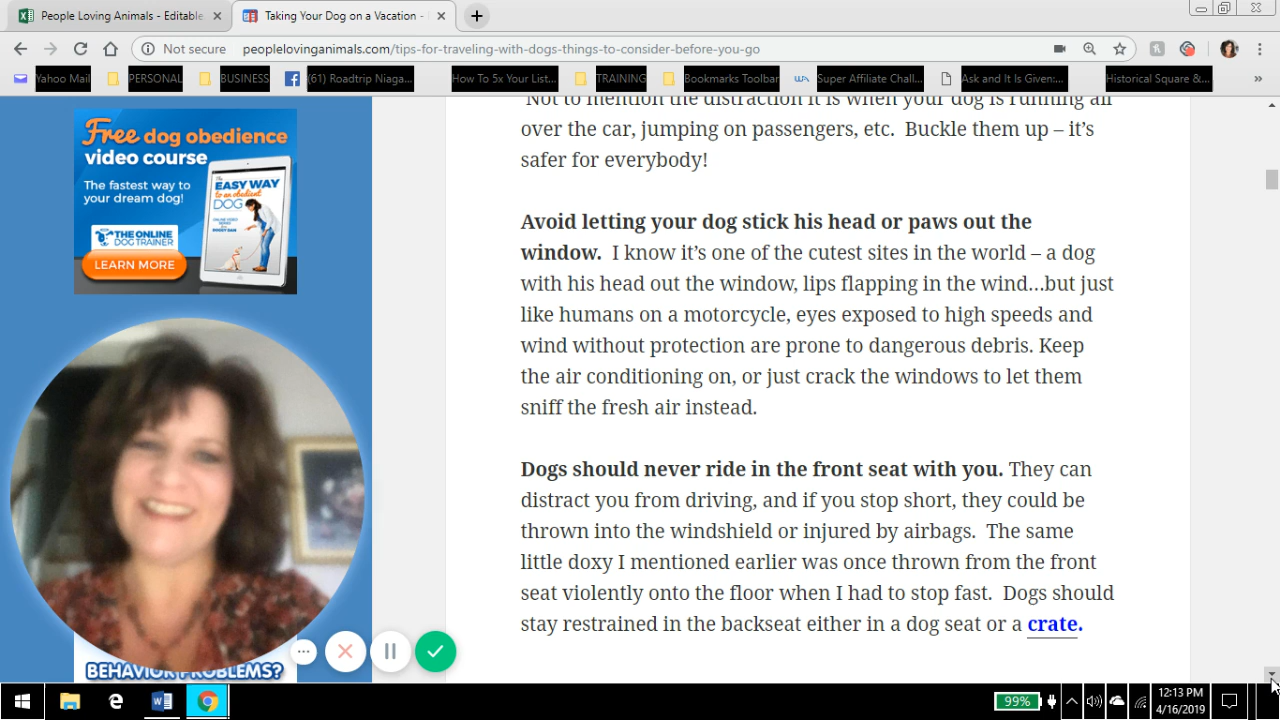 People Loving Animals - Editable
Taking Your Dog on a Vacation -
Not secure
peoplelovinganimals.com/tips-for-traveling-with-dogs-things-to-consider-before-you-go
Yahoo Mail
PERSONAL
BUSINESS
(61) Roadtrip Niaga...
How To 5x Your List...
TRAINING
Bookmarks Toolbar
Super Affiliate Chall...
Ask and It Is Given:...
Historical Square &...
»
Free dog obedience
video course
The fastest way to
your dream dog!
THE ONLINE
DOG TRAINER
LEARN MORE
The
EASY WAY
to an obedient
DOG
BEHAVIOR PROBLEMS?
Not to mention the distraction it is when your dog is running all
over the car, jumping on passengers, etc.  Buckle them up – it's
safer for everybody!
Avoid letting your dog stick his head or paws out the
window.  I know it's one of the cutest sites in the world – a dog
with his head out the window, lips flapping in the wind…but just
like humans on a motorcycle, eyes exposed to high speeds and
wind without protection are prone to dangerous debris. Keep
the air conditioning on, or just crack the windows to let them
sniff the fresh air instead.
Dogs should never ride in the front seat with you. They can
distract you from driving, and if you stop short, they could be
thrown into the windshield or injured by airbags.  The same
little doxy I mentioned earlier was once thrown from the front
seat violently onto the floor when I had to stop fast.  Dogs should
stay restrained in the backseat either in a dog seat or a crate.
99%
12:13 PM
4/16/2019